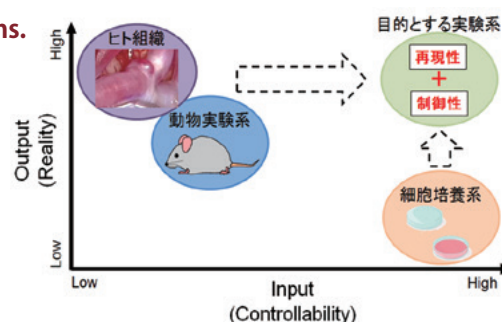 ns.
High
Output
(Reality)
Low
ヒト組織
動物実験系
目的とする実験系
再現性
+
制御性
細胞培養系
Low
Input
High
(Controllability)